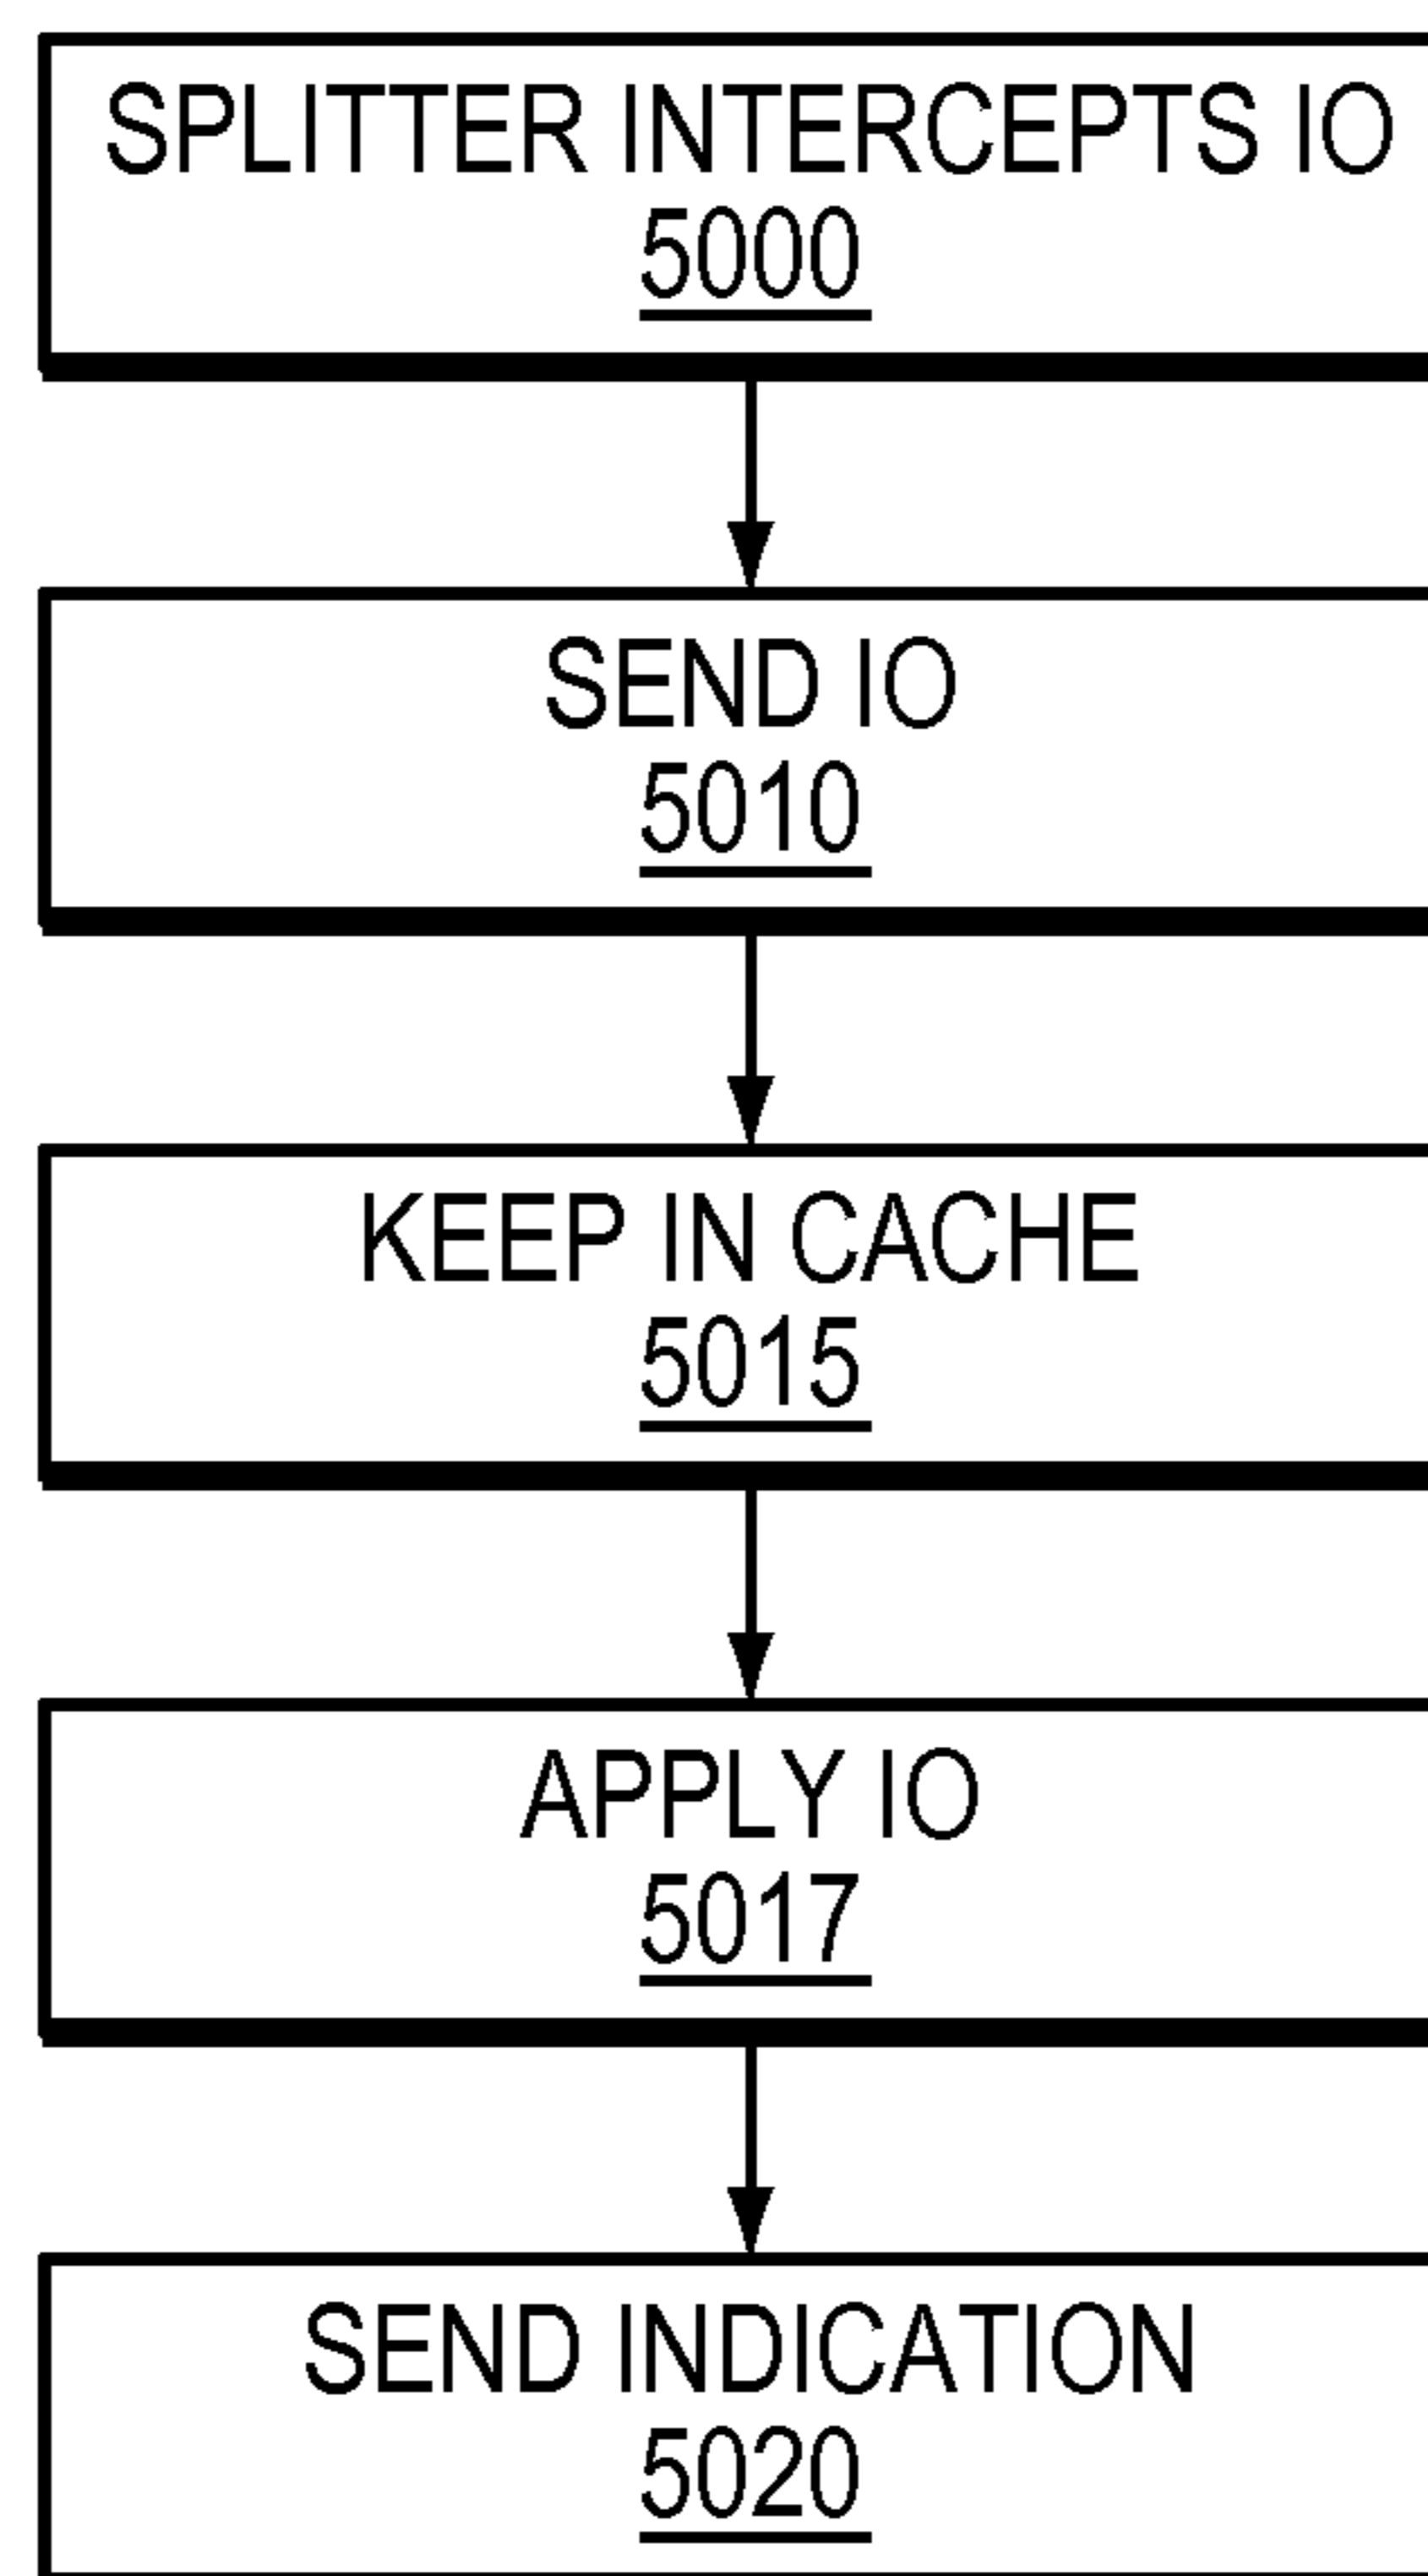 SPLITTER INTERCEPTS IO
5000
SEND IO
5010
KEEP IN CACHE
5015
APPLY IO
5017
SEND INDICATION
5020